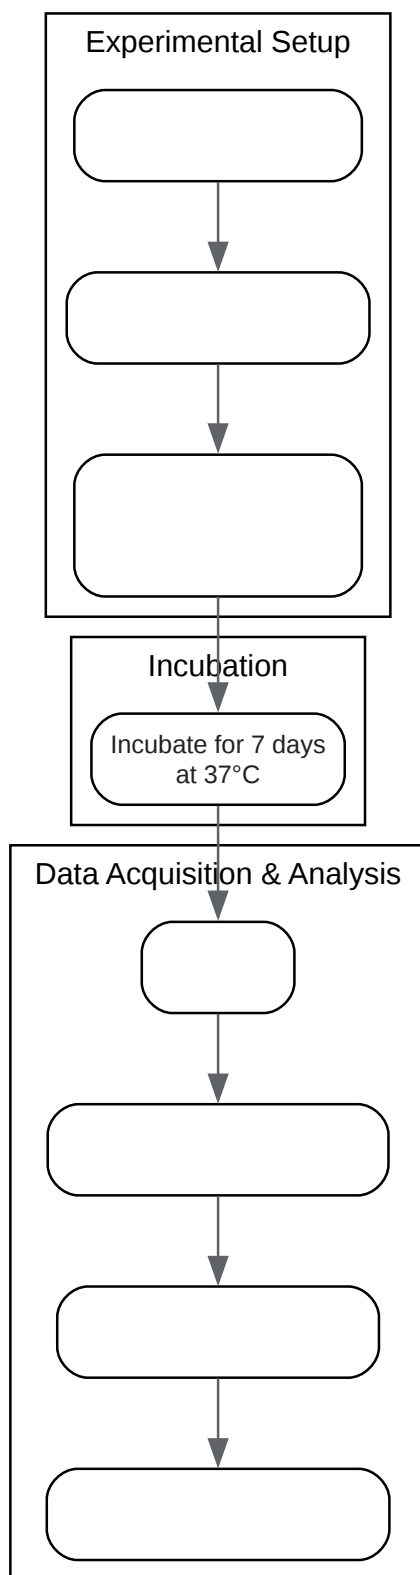 Experimental Setup
Incubation
Incubate for 7 days
at 37°C
Data Acquisition & Analysis